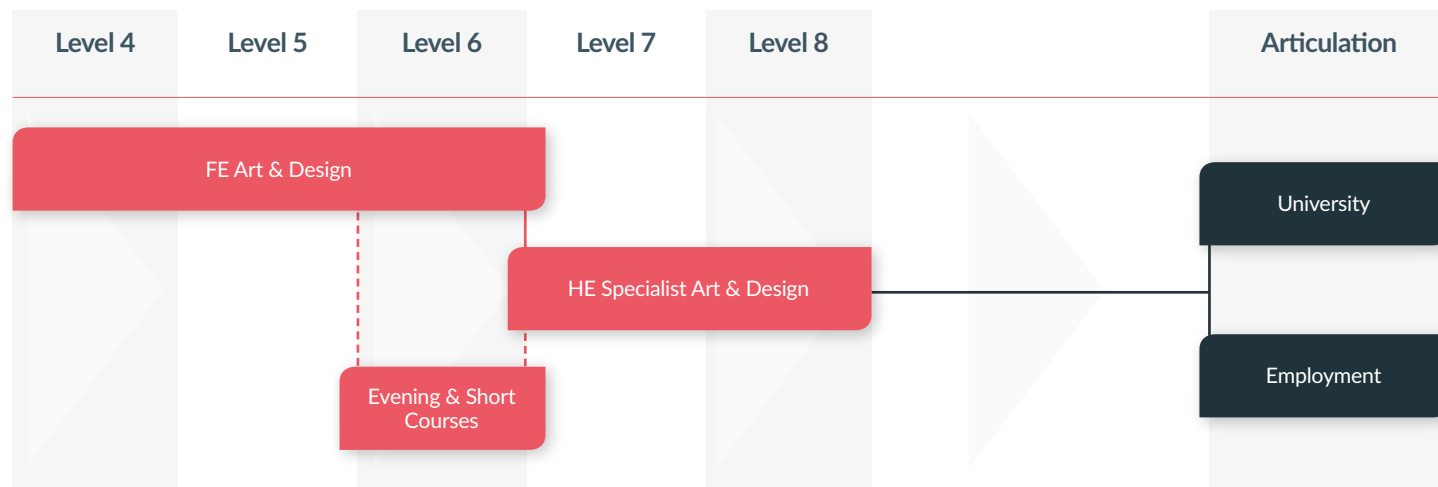 Level 4
Level 5
Level 6
Level 7
Level 8
Articulation
FE Art & Design
University
HE Specialist Art & Design
Employment
Evening & Short
Courses